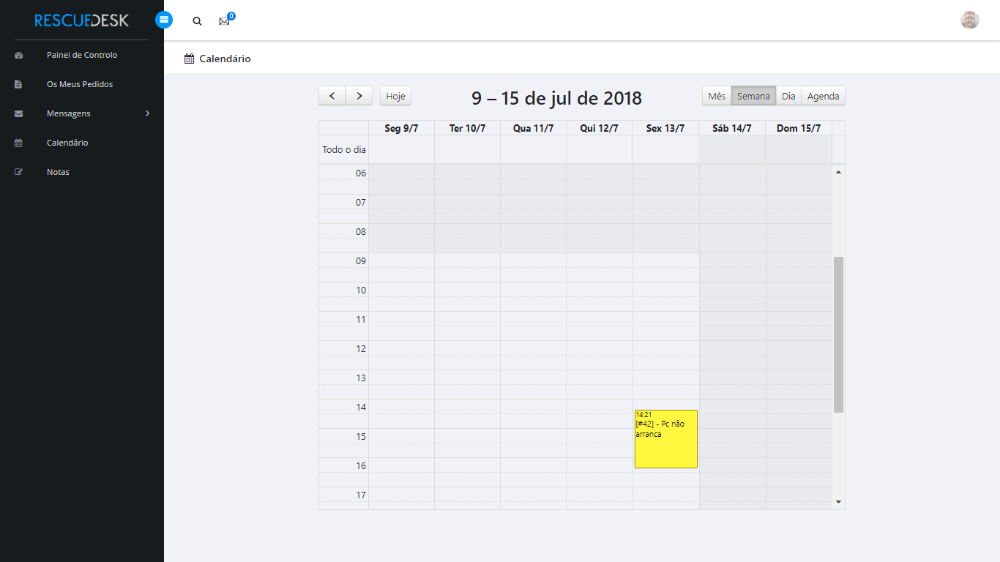 RESCUEDESK
0
Painel de Controlo
Os Meus Pedidos
Mensagens
Calendário
Notas
Calendário
Hoje
9 – 15 de jul de 2018
Mês Semana Dia Agenda
Seg 9/7 Ter 10/7 Qua 11/7 Qui 12/7 Sex 13/7 Sáb 14/7 Dom 15/7
Todo o dia
06
07
08
09
10
11
12
13
14
14:21
[#42] - Pc não
arranca
15
16
17